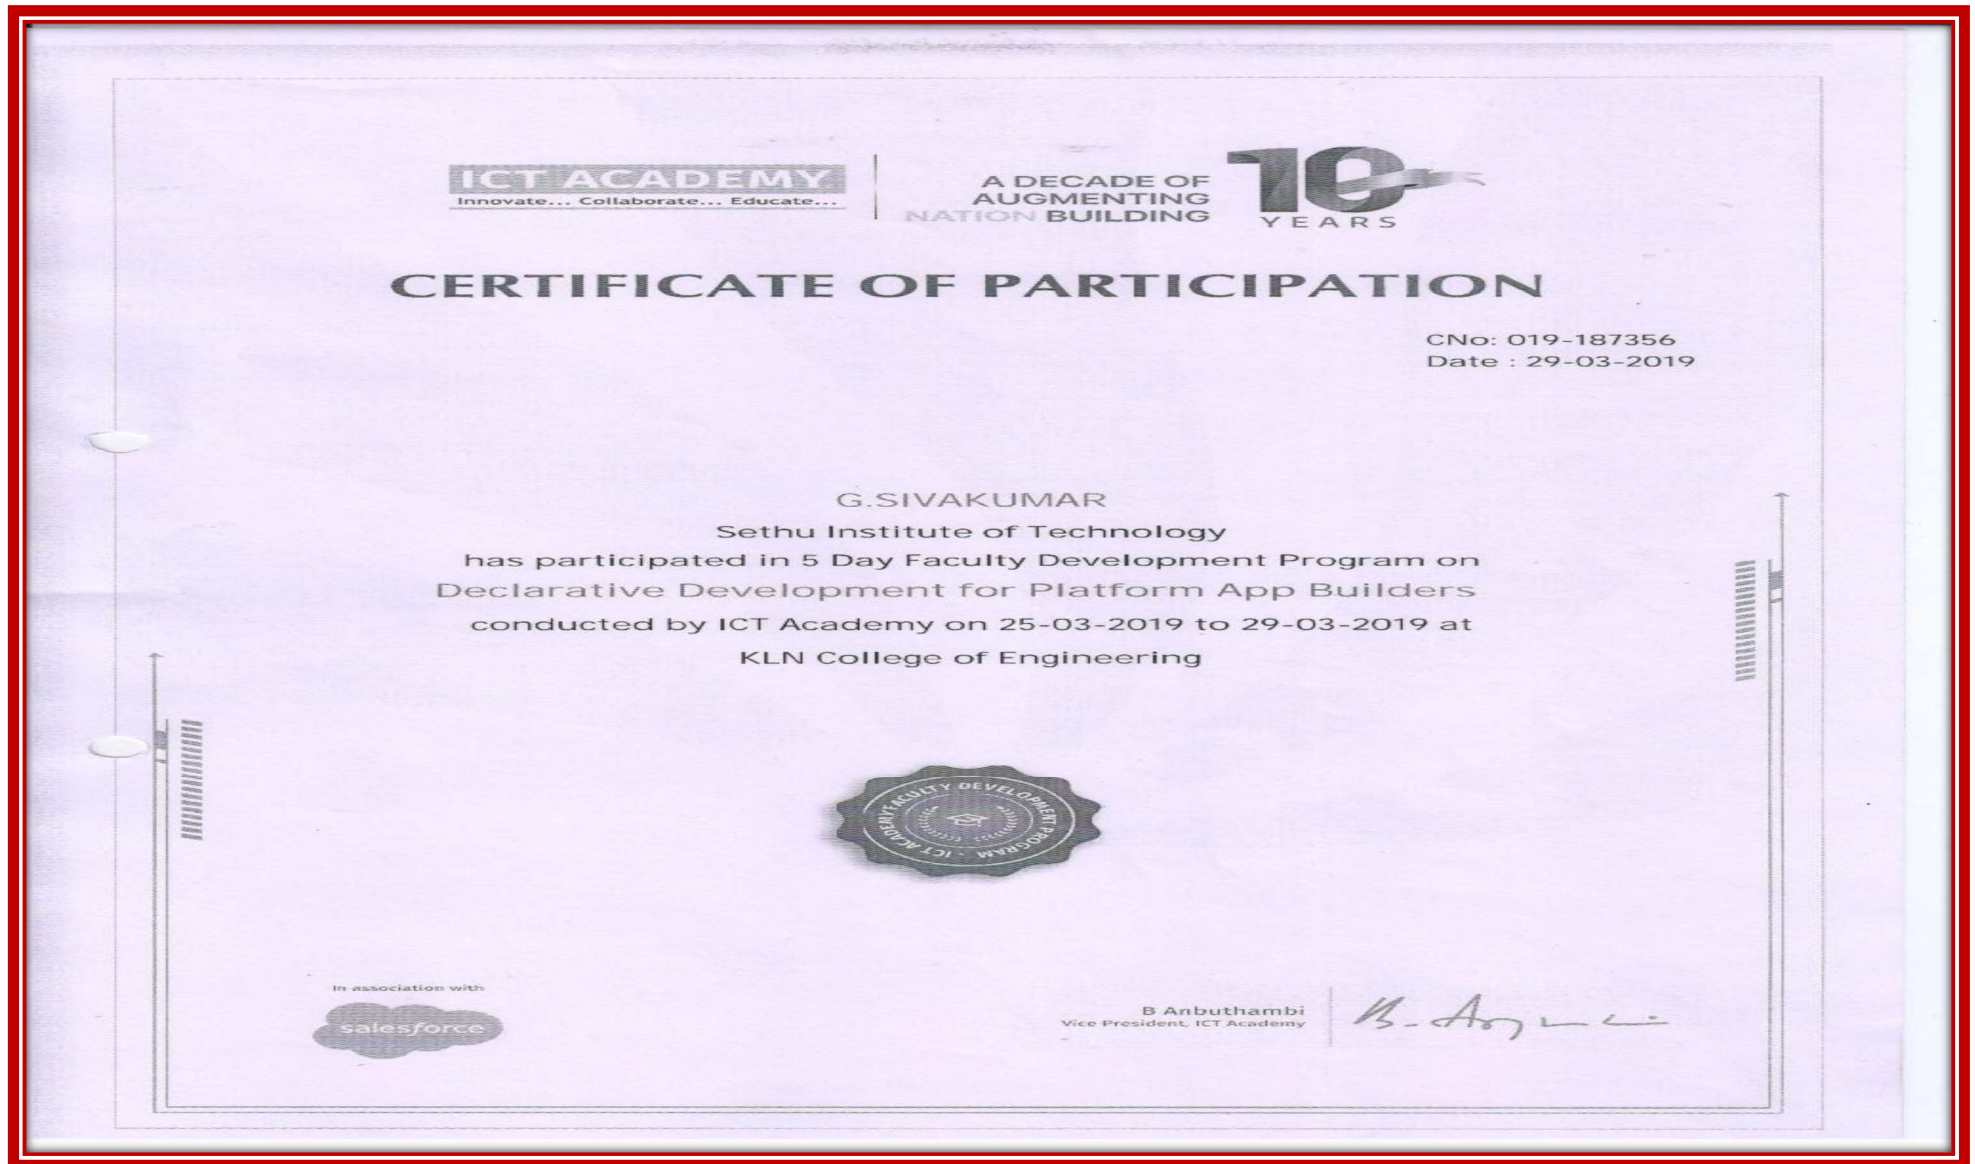 ICT ACADEMY
Innovate... Collaborate... Educate...
A DECADE OF
AUGMENTING
NATION BUILDING
10
YEARS
CERTIFICATE OF PARTICIPATION
CNo: 019-187356
Date : 29-03-2019
G.SIVAKUMAR
Sethu Institute of Technology
has participated in 5 Day Faculty Development Program on
Declarative Development for Platform App Builders
conducted by ICT Academy on 25-03-2019 to 29-03-2019 at
KLN College of Engineering
ICT ACADEMY FACULTY DEVELOPMENT PROGRAM -
In association with
salesforce
B Anbuthambi
Vice President, ICT Academy